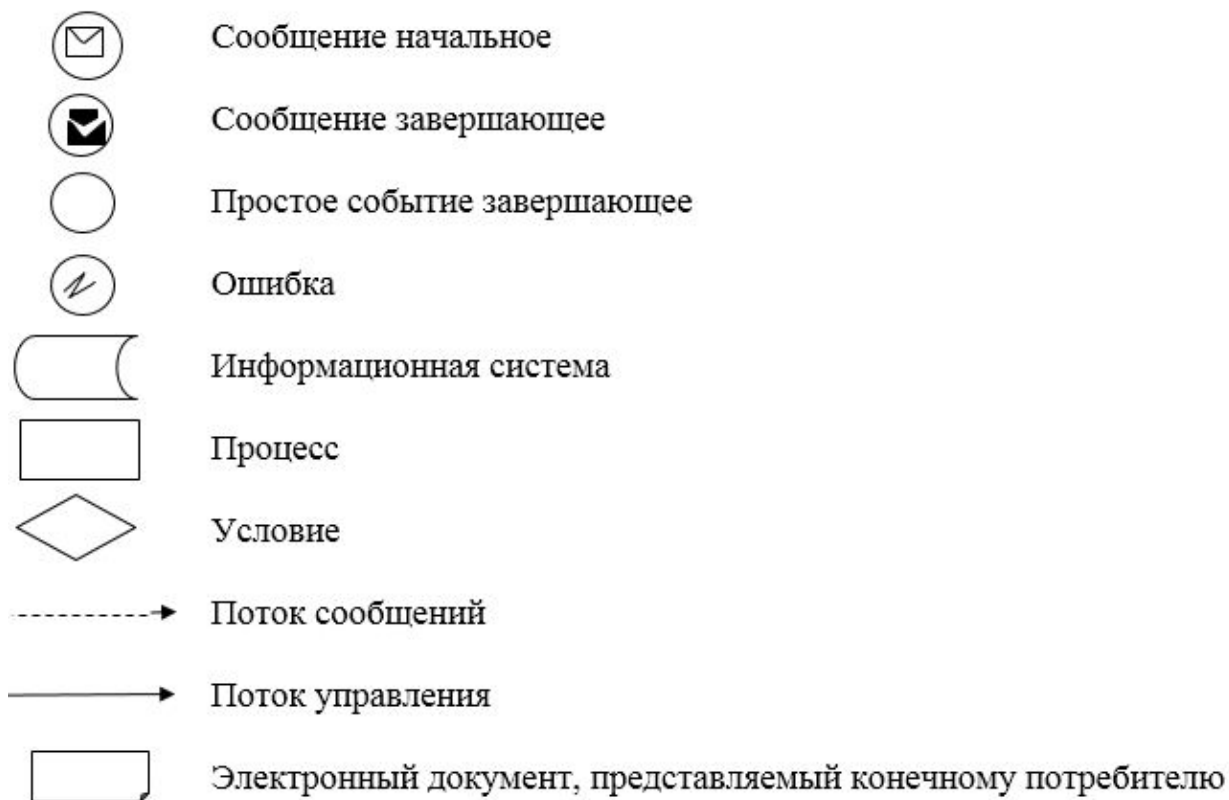 Сообщение начальное
Сообщение завершающее
Простое событие завершающее
Ошибка
Информационная система
Процесс
Условие
Поток сообщений
Поток управления
Электронный документ, представляемый конечному потребителю